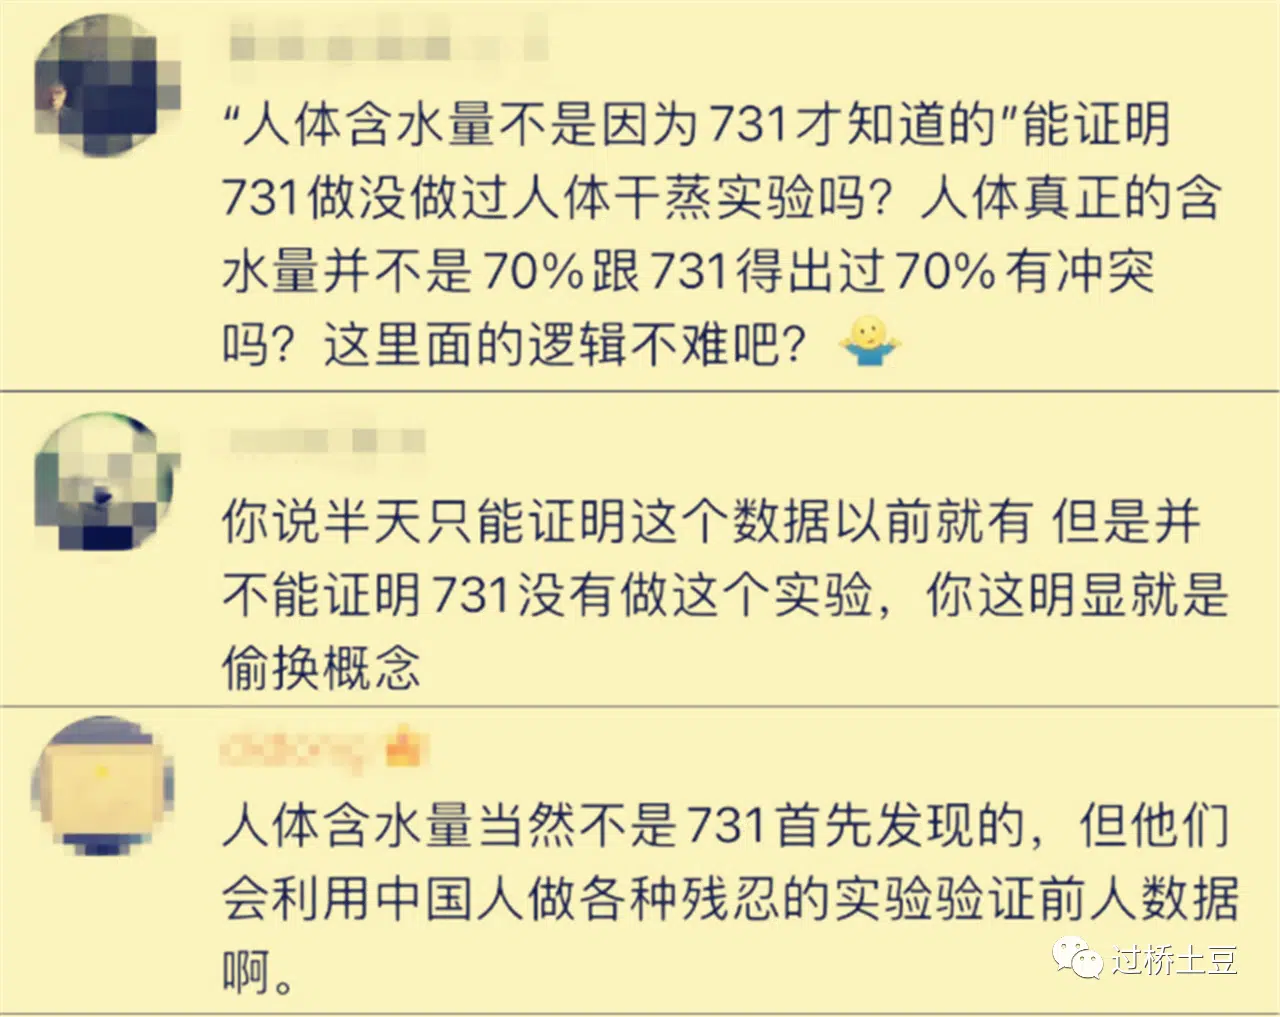 “人体含水量不是因为731才知道的”能证明
731做没做过人体干蒸实验吗？人体真正的含
水量并不是70%跟731得出过70%有冲突
吗？这里面的逻辑不难吧？
你说半天只能证明这个数据以前就有 但是并
不能证明731没有做这个实验，你这明显就是
偷换概念
人体含水量当然不是731首先发现的，但他们
会利用中国人做各种残忍的实验验证前人数据
啊。
过桥土豆